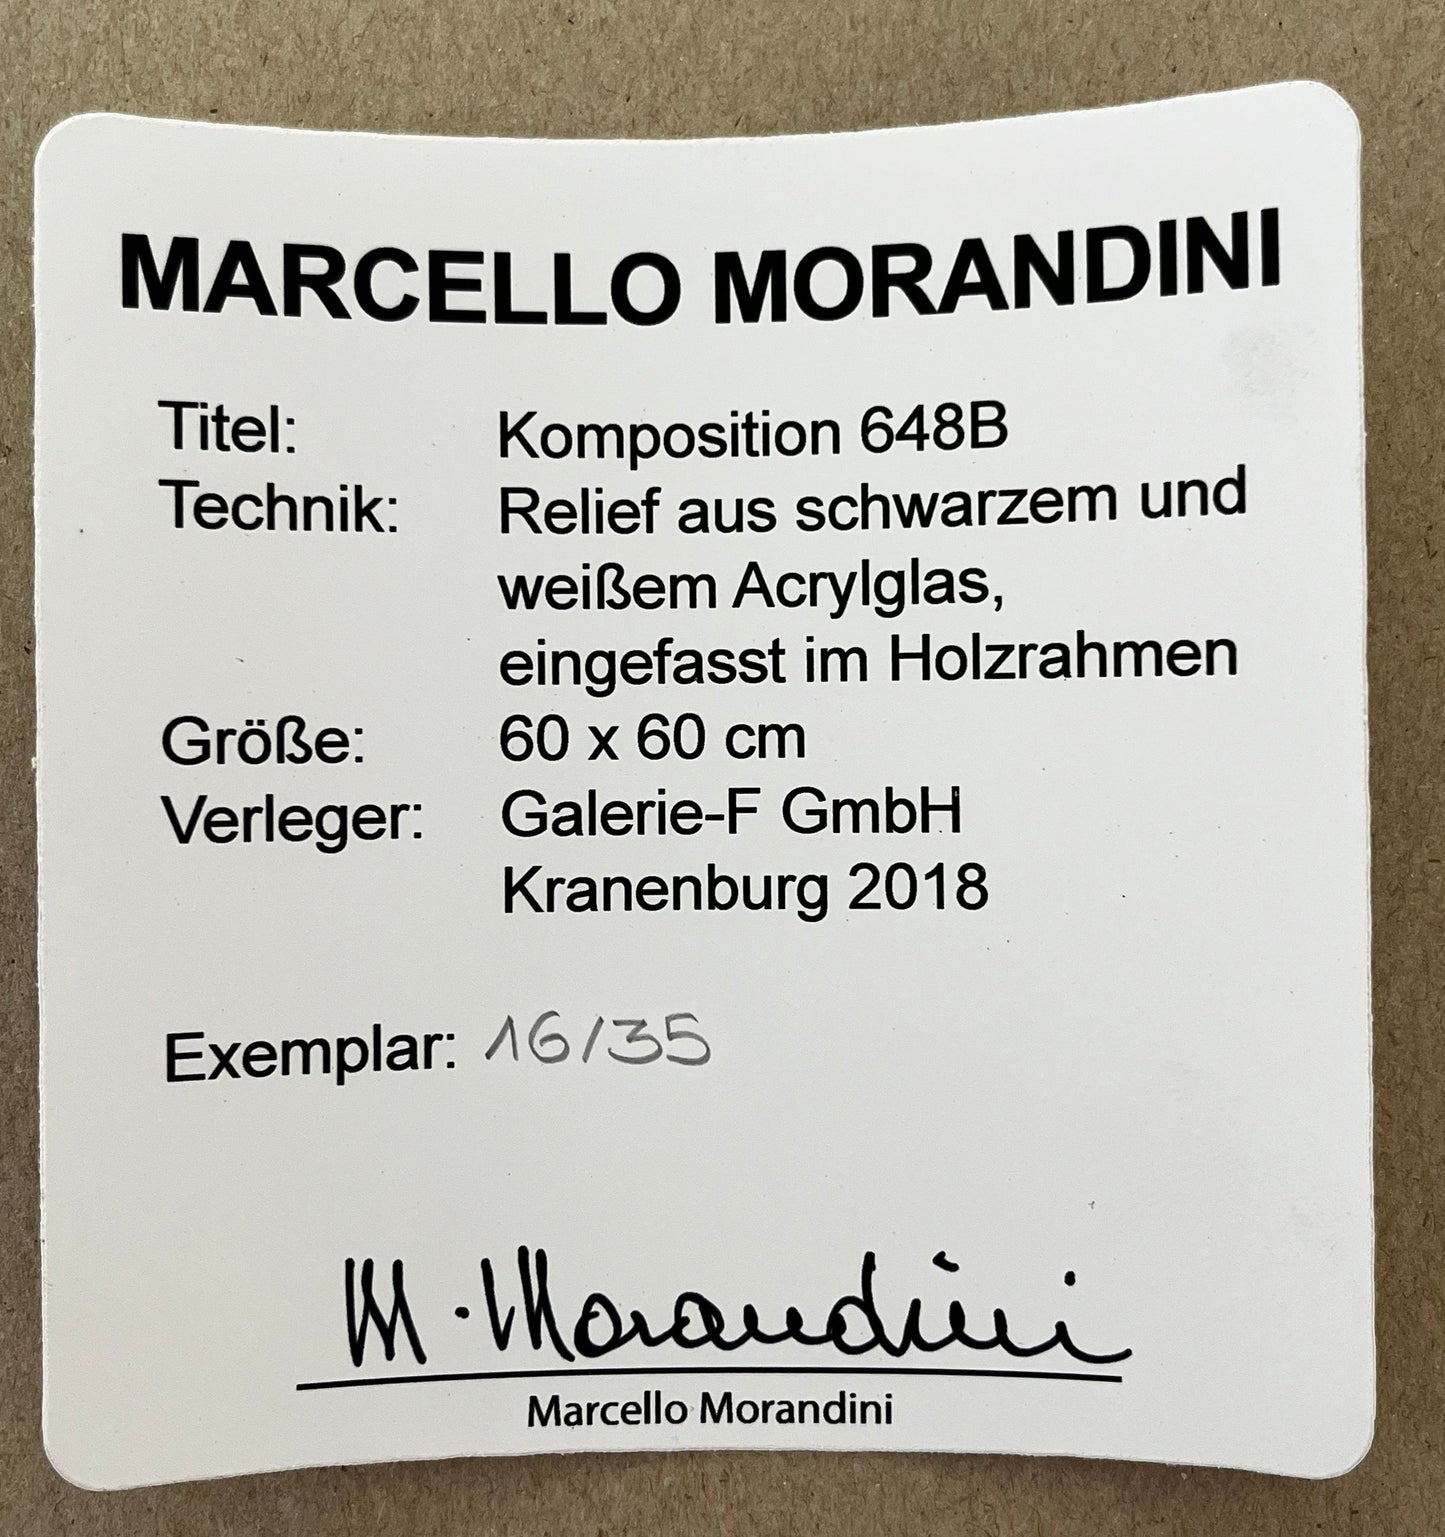 MARCELLO MORANDINI
Titel: Komposition 648B
Technik: Relief aus schwarzem und
weißem Acrylglas,
eingefasst im Holzrahmen
Größe: 60 x 60 cm
Verleger: Galerie-F GmbH
Kranenburg 2018
Exemplar: 16/35
M. Morandini
Marcello Morandini